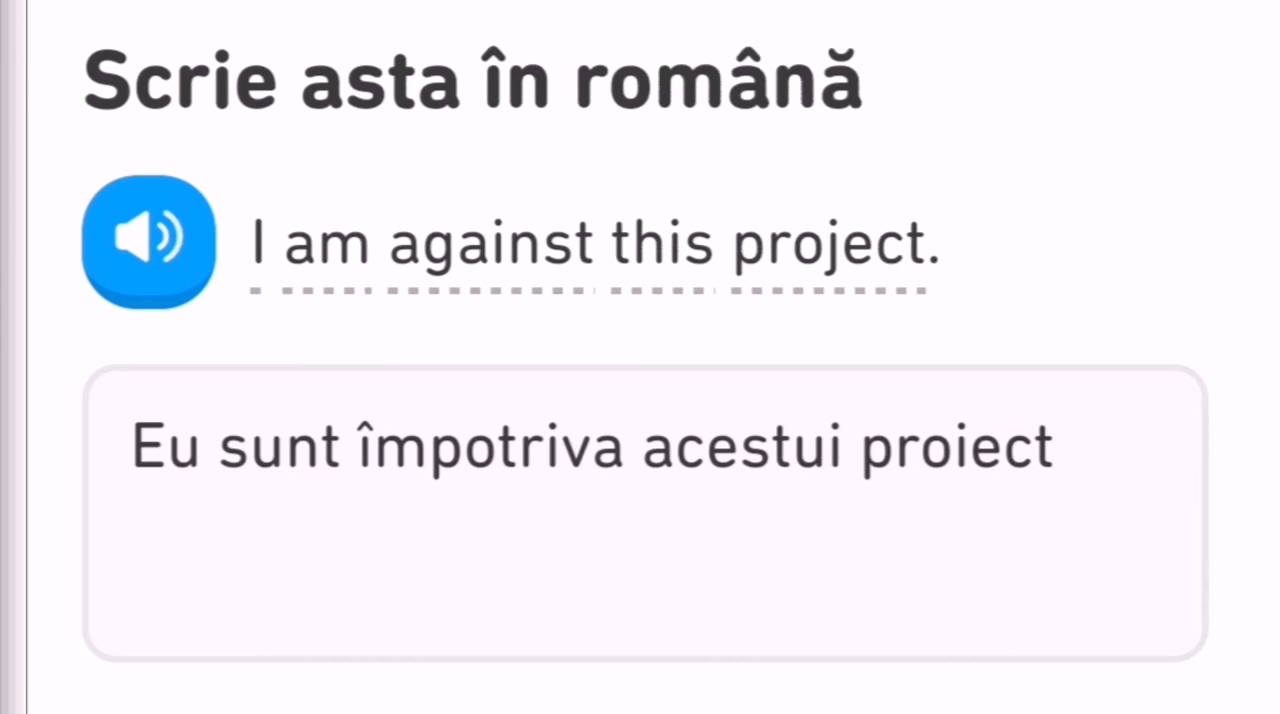 Scrie asta în română
I am against this project.
Eu sunt împotriva acestui proiect